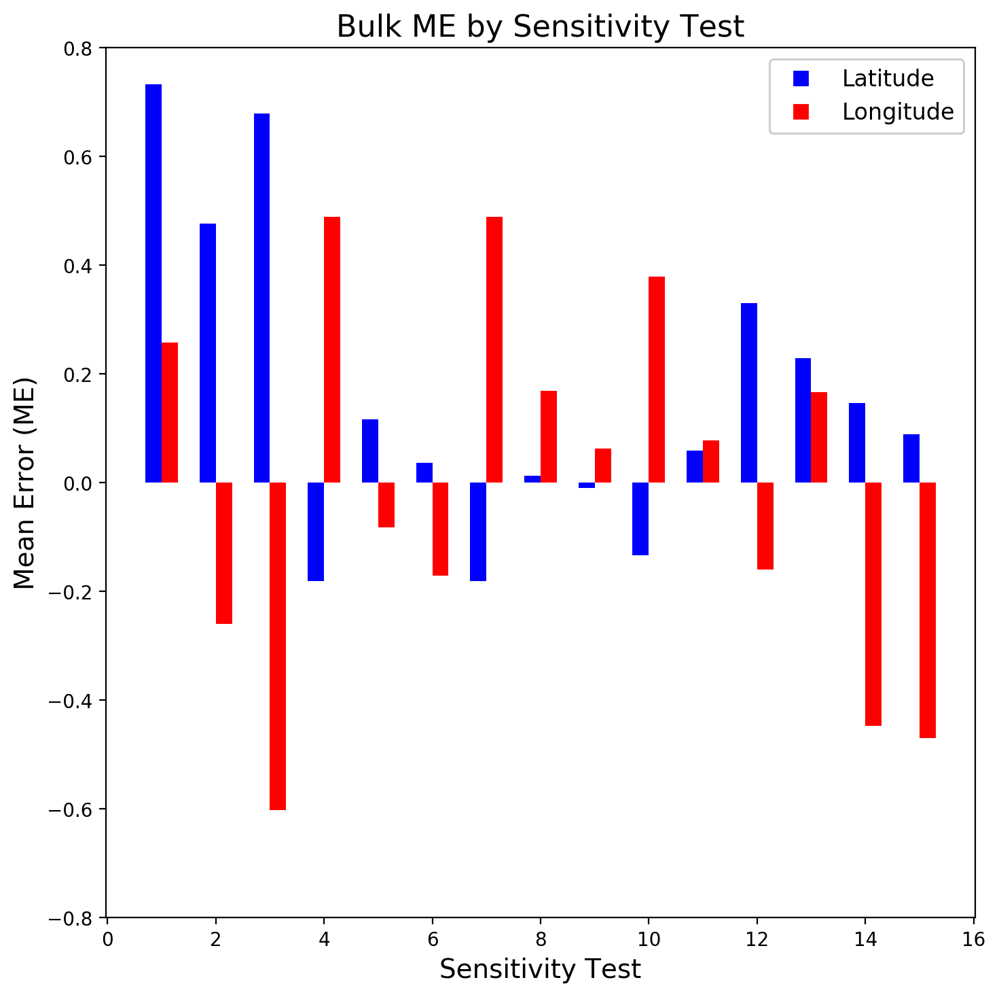 Bulk ME by Sensitivity Test
Latitude
Longitude
Mean Error (ME)
0.8
0.6
0.4
0.2
0.0
−0.2
−0.4
−0.6
−0.8
0 2 4 6 8 10 12 14 16
Sensitivity Test